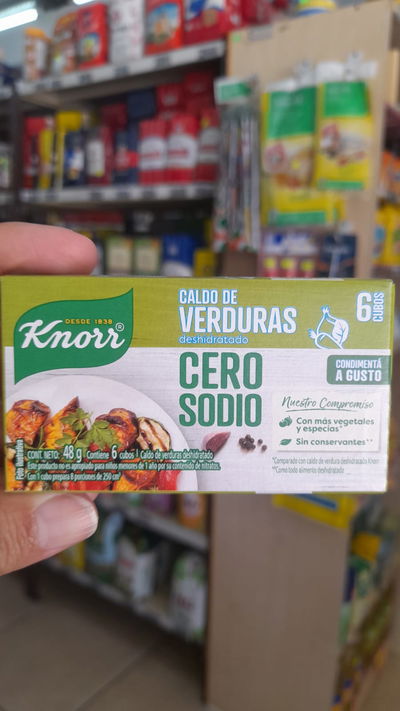 DESDE 1838
Knorr®
CALDO DE
VERDURAS
deshidratado
6
CUBOS
CERO
SODIO
CONDIMENTÁ
A GUSTO
Nuestro Compromiso
Con más vegetales
y especias*
Sin conservantes**
*Comparado con caldo de verdura deshidratado Knorr
**Como todo alimento deshidratado
CONT. NETO: 48 g Contiene 6 cubos | Caldo de verduras deshidratado
Este producto no es apropiado para niños menores de 1 año por su contenido de nitratos.
Con 1 cubo prepara 8 porciones de 250 cm³
Foto ilustrativa